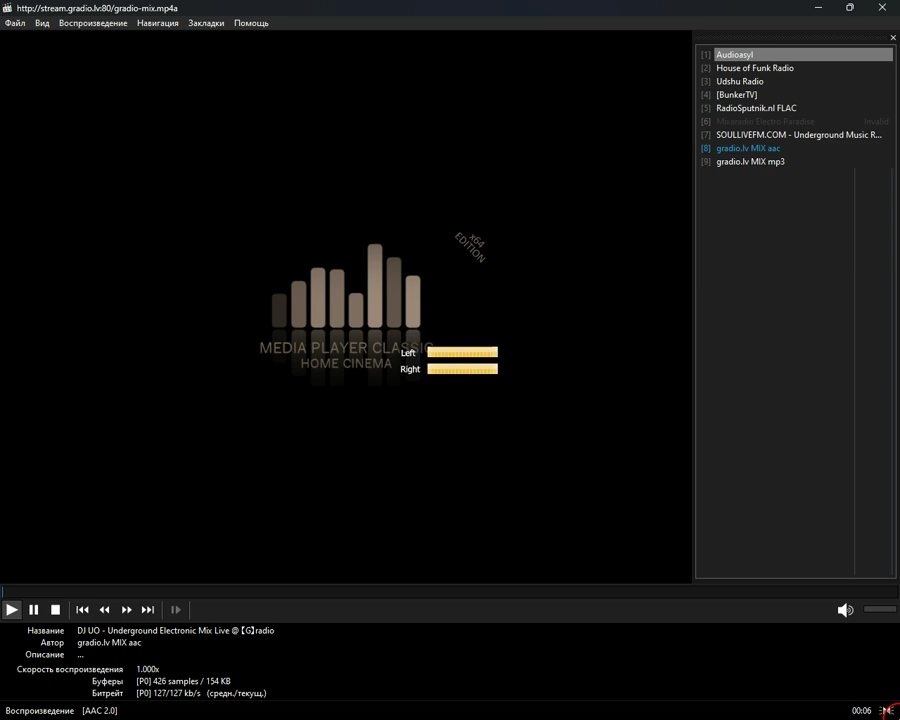 http://stream.gradio.lv:80/gradio-mix.mp4a
Файл Вид Воспроизведение Навигация Закладки Помощь
[1] Audioasyl
[2] House of Funk Radio
[3] Udshu Radio
[4] [BunkerTV]
[5] RadioSputnik.nl FLAC
[6] Mixaradio Electro Paradise Invalid
[7] SOULLIVEFM.COM - Underground Music R...
[8] gradio.lv MIX aac
[9] gradio.lv MIX mp3
x64
EDITION
MEDIA PLAYER CLASSIC
HOME CINEMA
Left
Right
Название DJ UO - Underground Electronic Mix Live @【G】radio
Автор gradio.lv MIX aac
Описание ...
Скорость воспроизведения 1.000x
Буферы [P0] 426 samples / 154 KB
Битрейт [P0] 127/127 kb/s (средн./текущ.)
Воспроизведение [AAC 2.0] 00:06